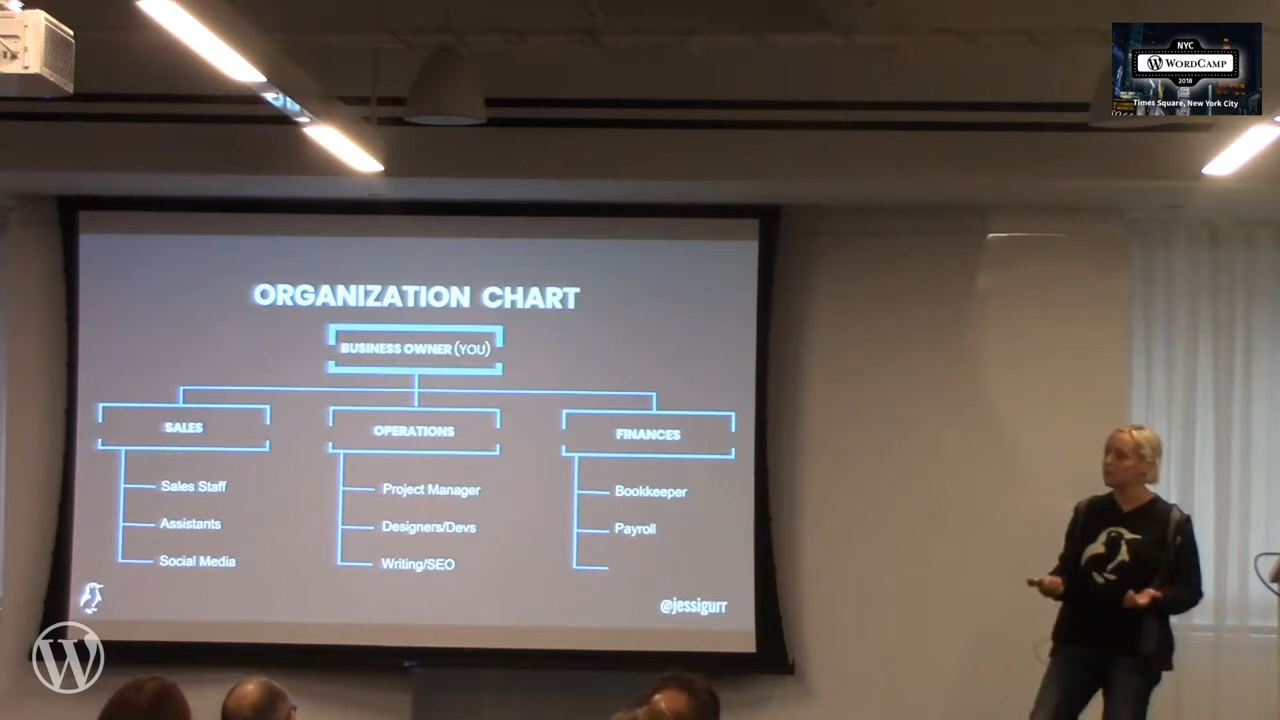 NYC
WORDCAMP
2018
Times Square, New York City
ORGANIZATION CHART
BUSINESS OWNER (YOU)
SALES
OPERATIONS
FINANCES
Sales Staff
Assistants
Social Media
Project Manager
Designers/Devs
Writing/SEO
Bookkeeper
Payroll
@jessigurr